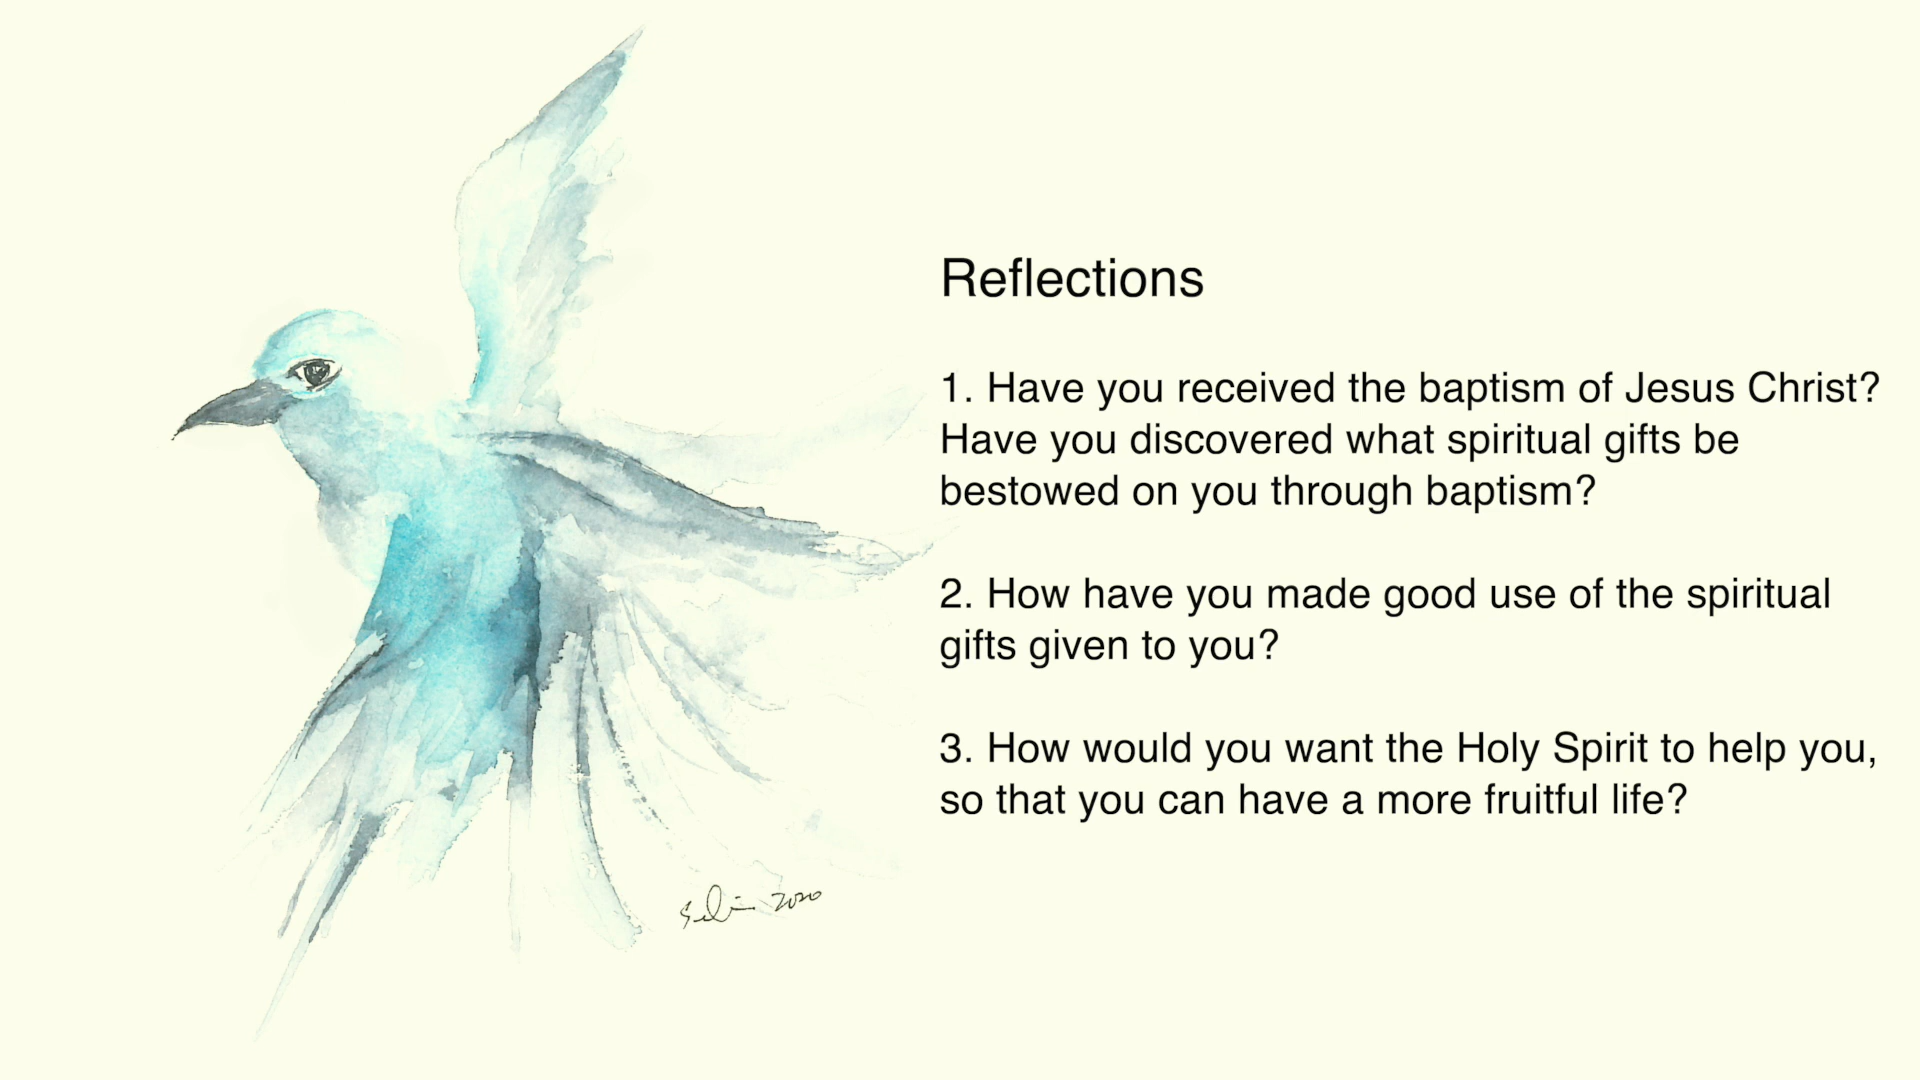 Reflections
1. Have you received the baptism of Jesus Christ?
Have you discovered what spiritual gifts be
bestowed on you through baptism?
2. How have you made good use of the spiritual
gifts given to you?
3. How would you want the Holy Spirit to help you,
so that you can have a more fruitful life?
2020